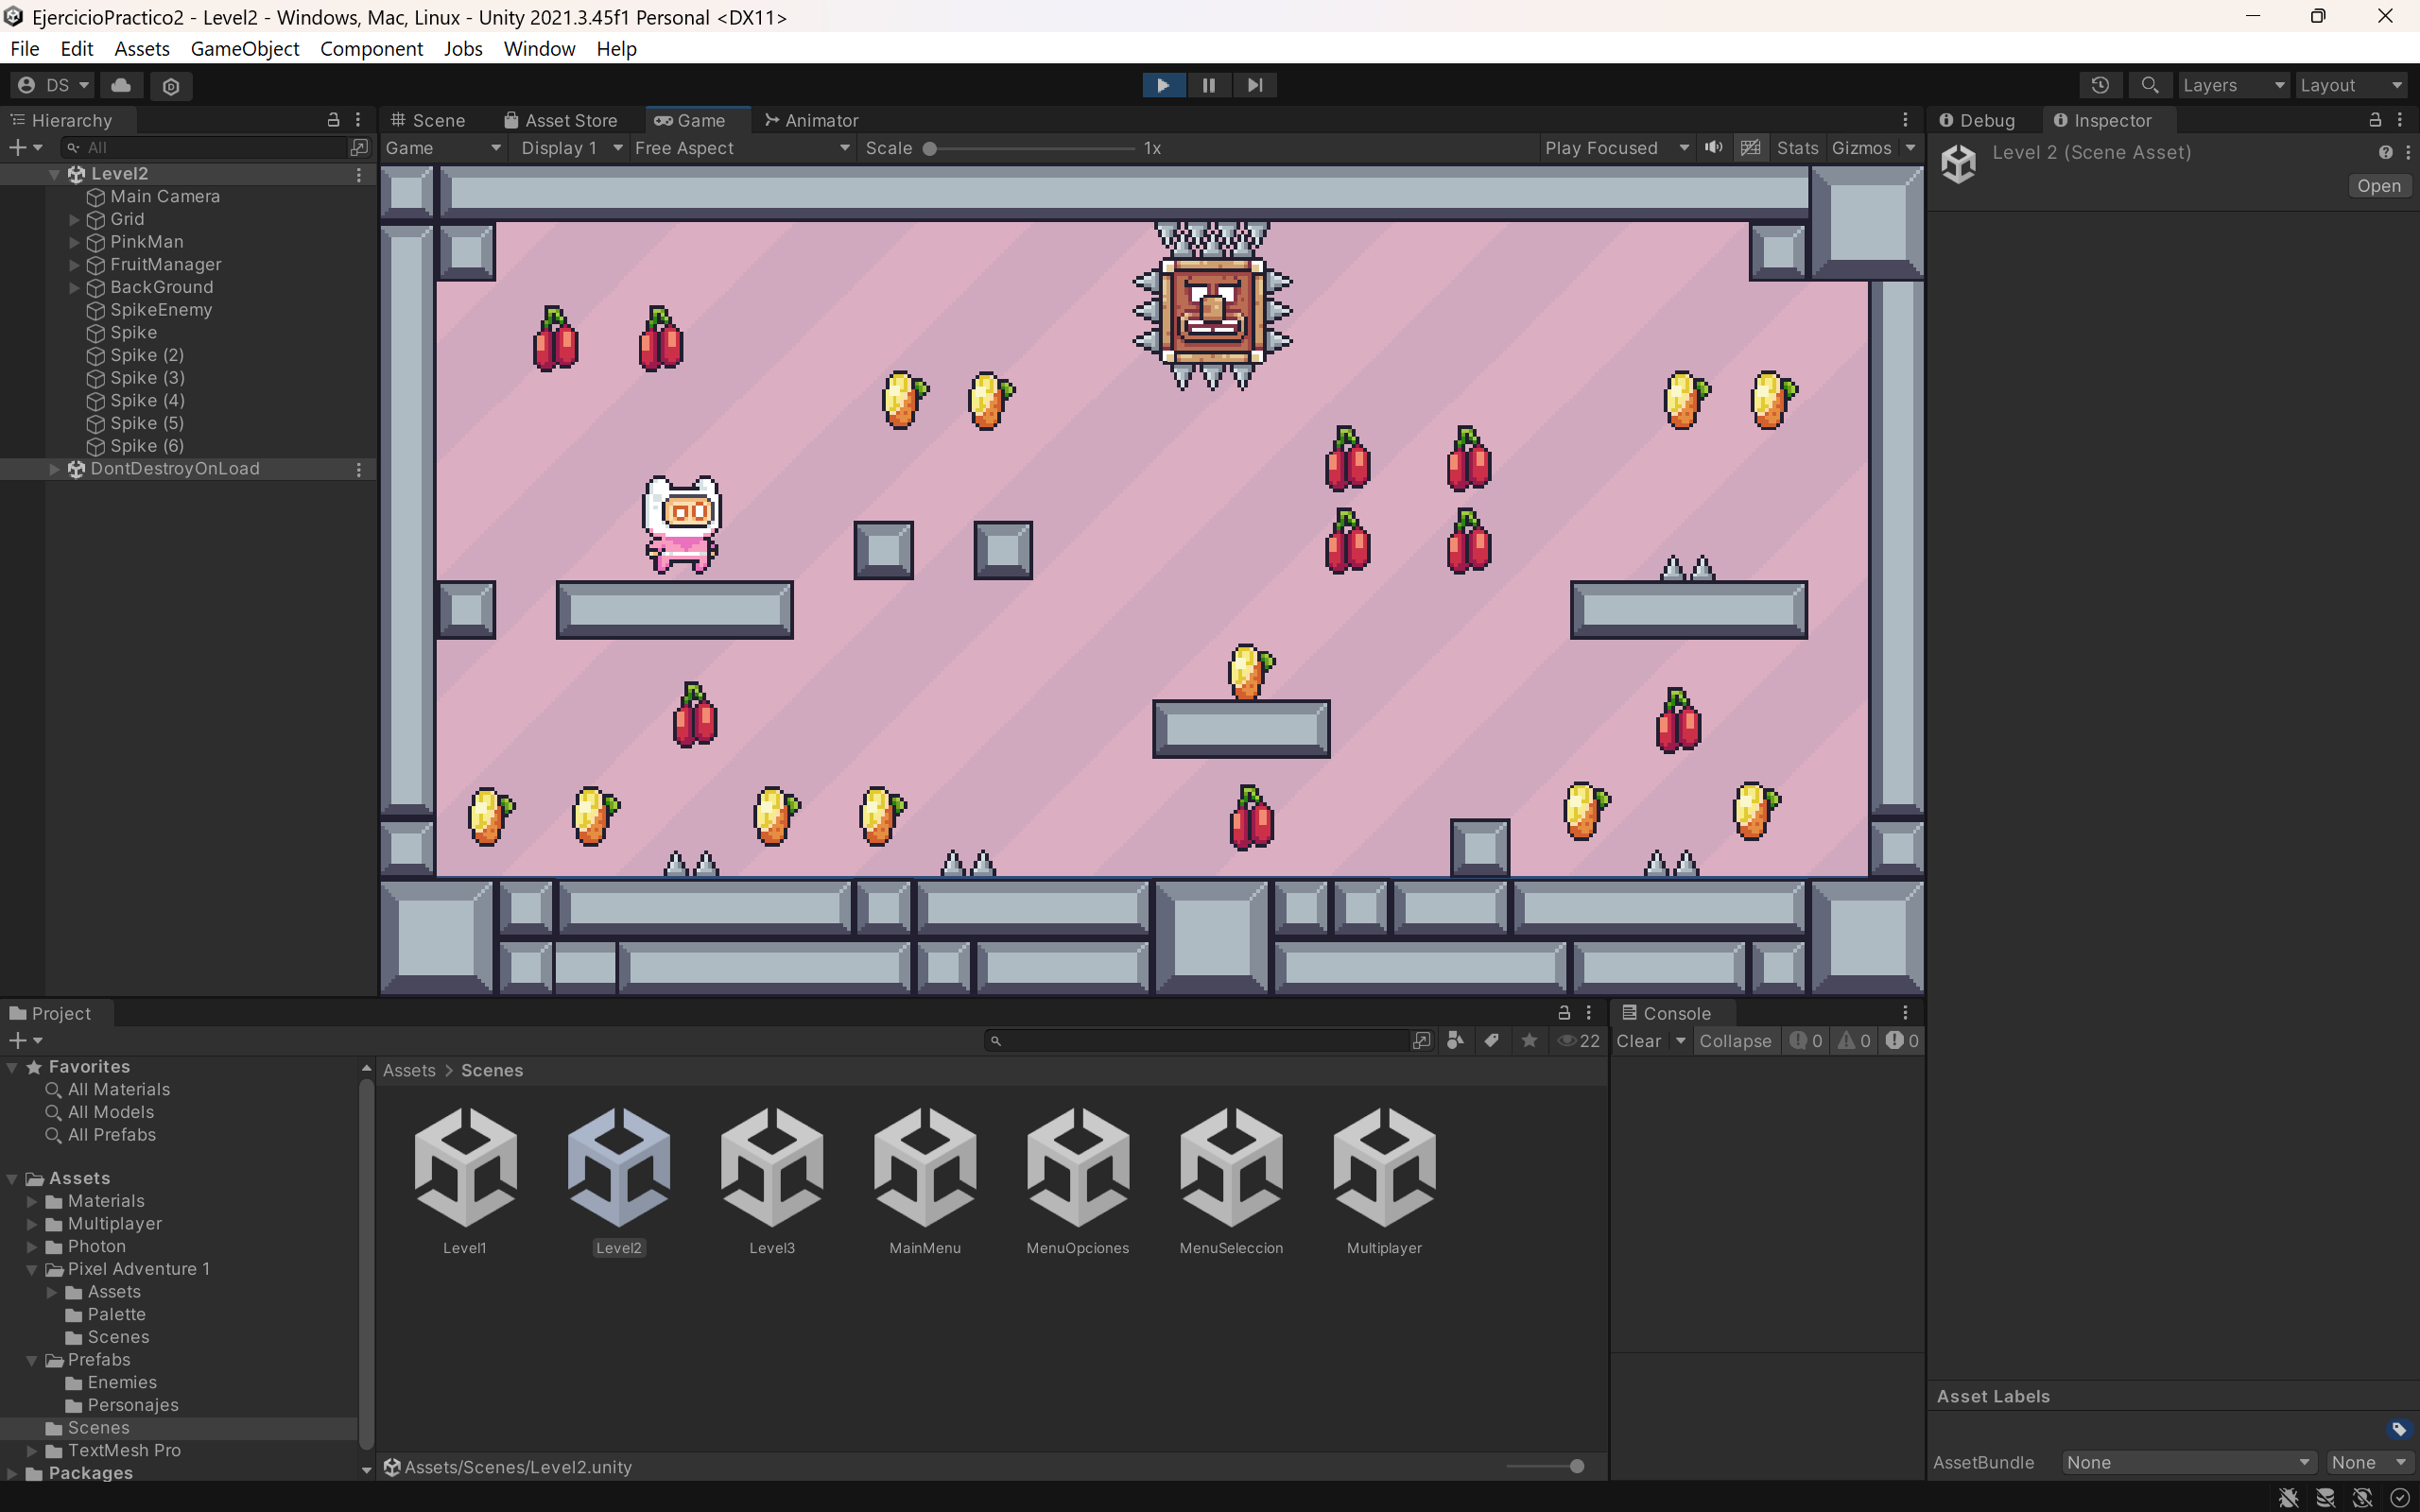 EjercicioPractico2 - Level2 - Windows, Mac, Linux - Unity 2021.3.45f1 Personal <DX11>
File Edit Assets GameObject Component Jobs Window Help
DS Layers Layout
Hierarchy
All
Level2
Main Camera
Grid
PinkMan
FruitManager
BackGround
SpikeEnemy
Spike
Spike (2)
Spike (3)
Spike (4)
Spike (5)
Spike (6)
DontDestroyOnLoad
Scene Asset Store Game Animator
Game Display 1 Free Aspect Scale 1x Play Focused Stats Gizmos
Debug Inspector
Level 2 (Scene Asset)
Open
Project
22
Favorites
All Materials
All Models
All Prefabs
Assets
Materials
Multiplayer
Photon
Pixel Adventure 1
Assets
Palette
Scenes
Prefabs
Enemies
Personajes
Scenes
TextMesh Pro
Packages
Assets > Scenes
Level1 Level2 Level3 MainMenu MenuOpciones MenuSeleccion Multiplayer
Assets/Scenes/Level2.unity
Console
Clear Collapse 0 0 0
Asset Labels
AssetBundle None None